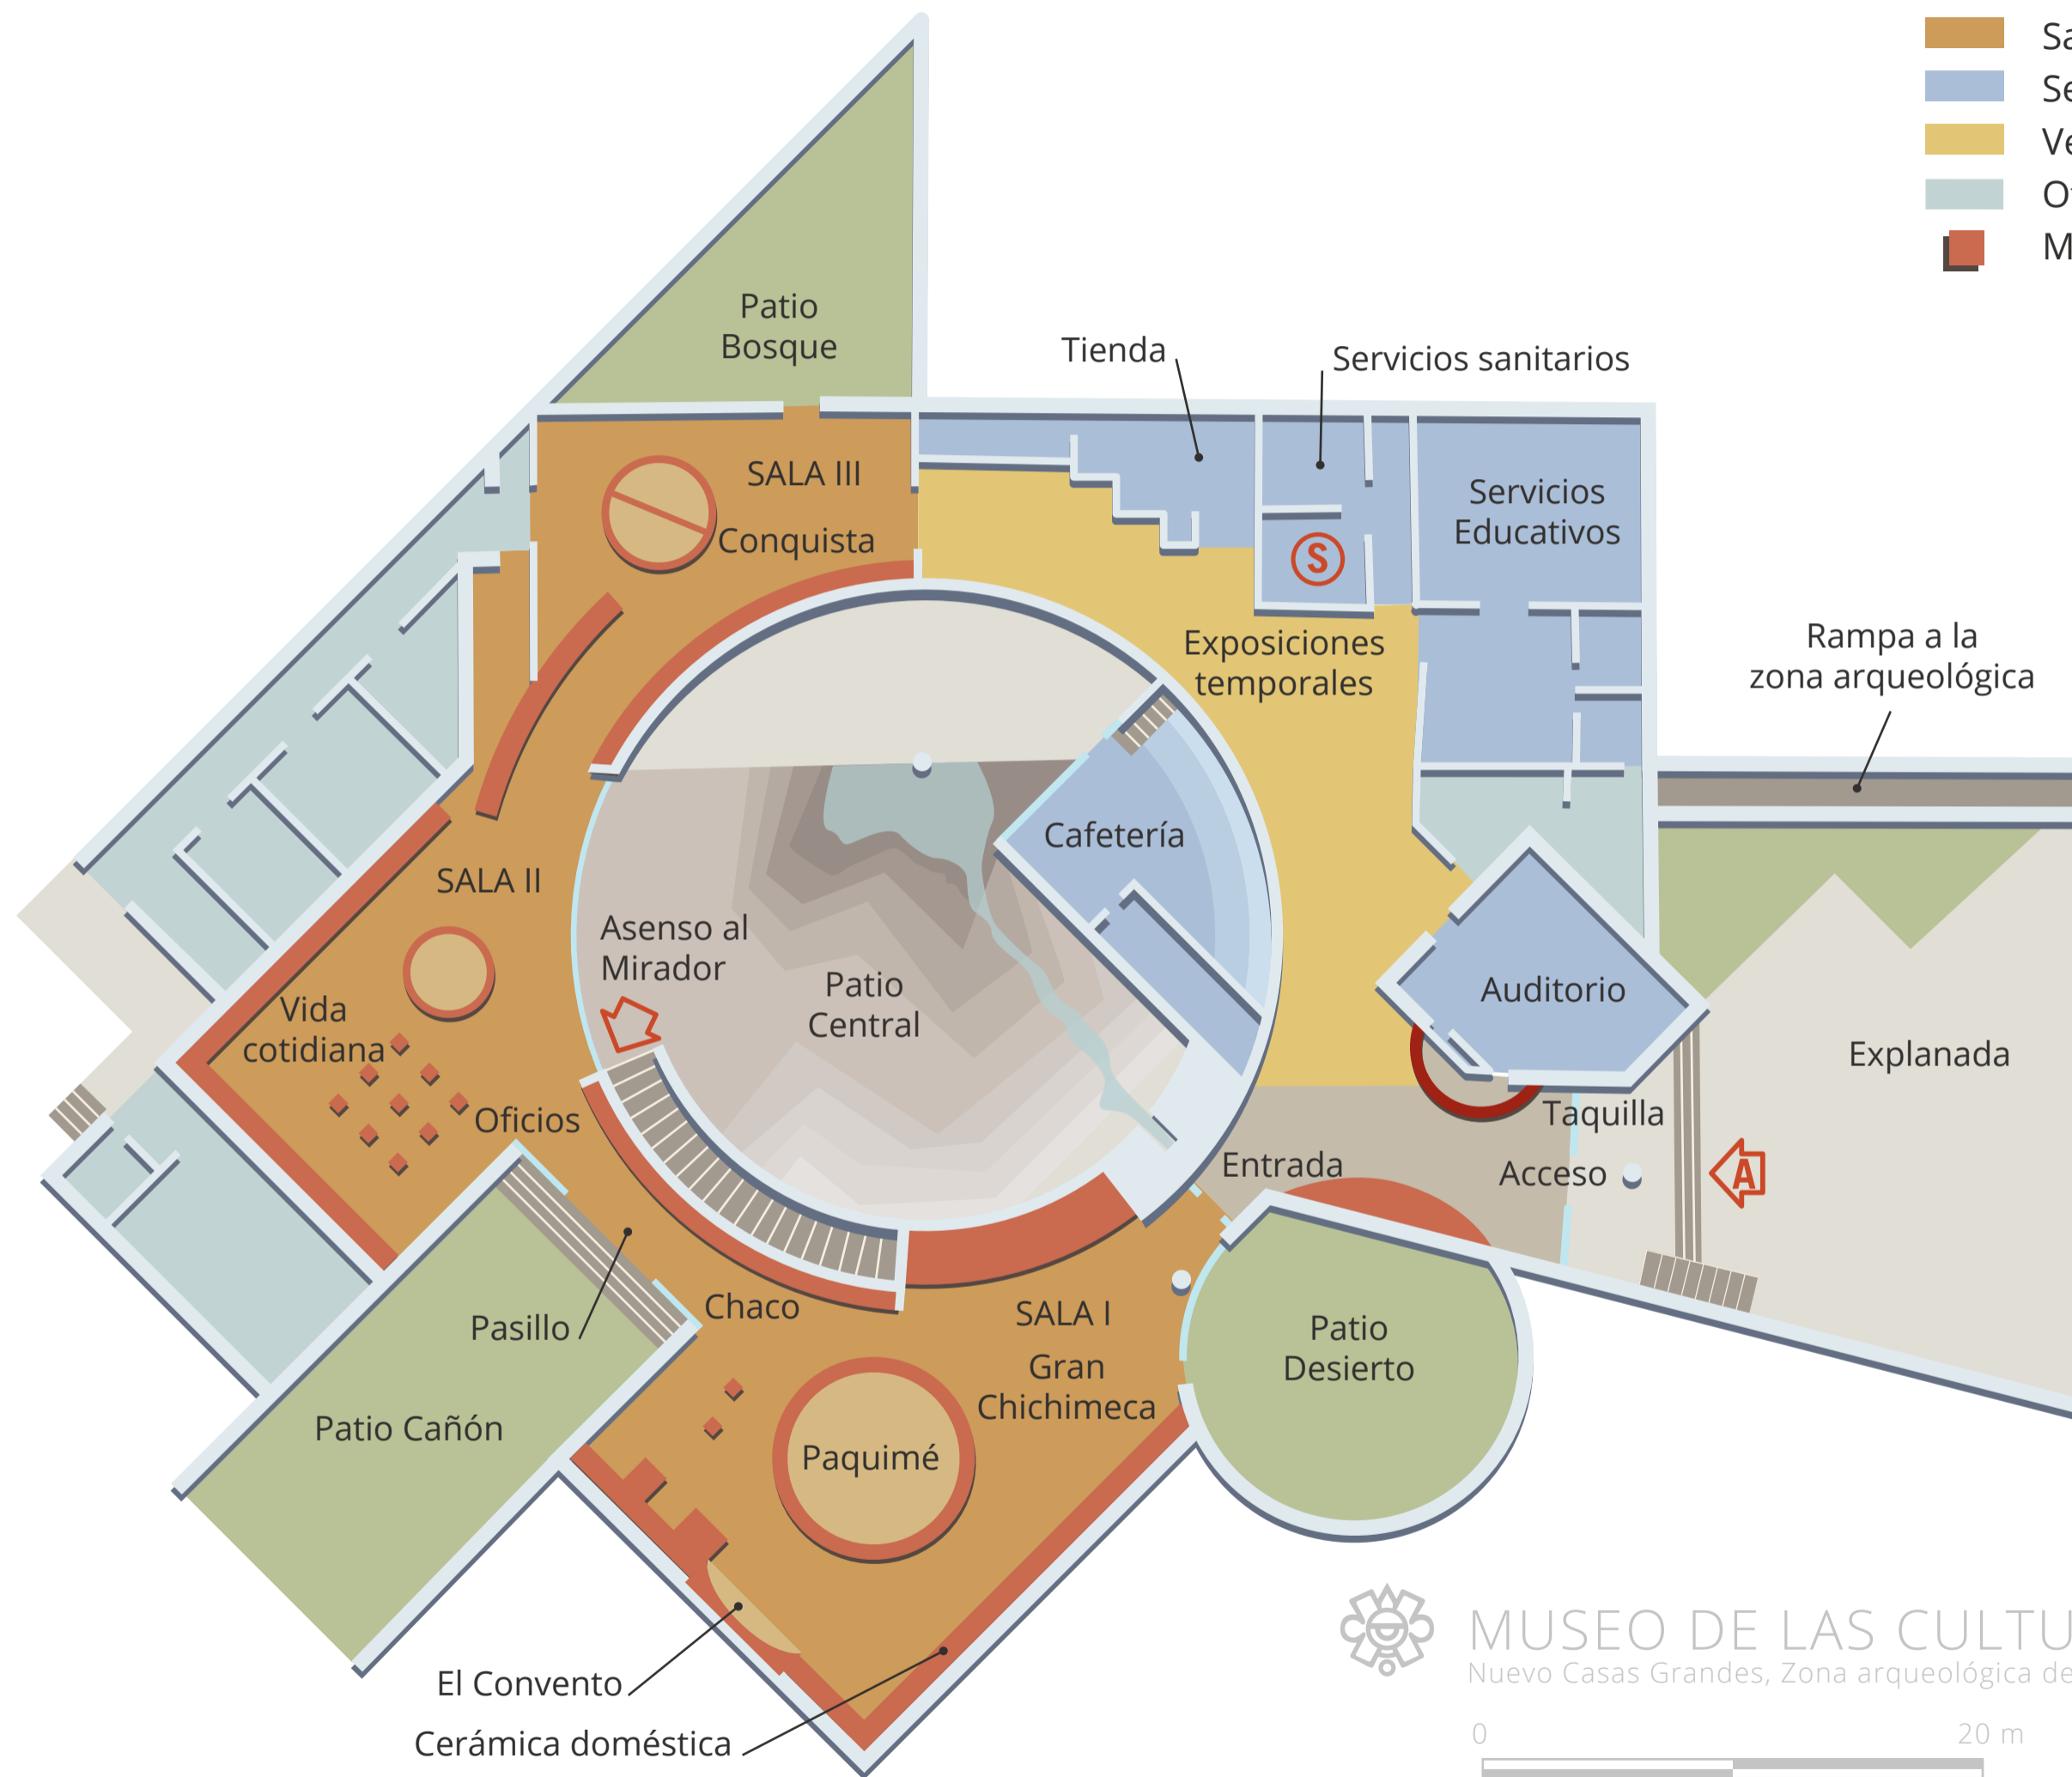 Patio
Bosque
Tienda
Servicios sanitarios
SALA III
Conquista
Servicios
Educativos
S
Exposiciones
temporales
Rampa a la
zona arqueológica
Cafetería
SALA II
Asenso al
Mirador
Patio
Central
Auditorio
Vida
cotidiana
Explanada
Oficios
Taquilla
Entrada
Acceso
A
Pasillo
Chaco
SALA I
Gran
Chichimeca
Patio
Desierto
Patio Cañón
Paquimé
El Convento
Cerámica doméstica
MUSEO DE LAS
Nuevo Casas Grandes, Zona arqueológica de
0
20 m